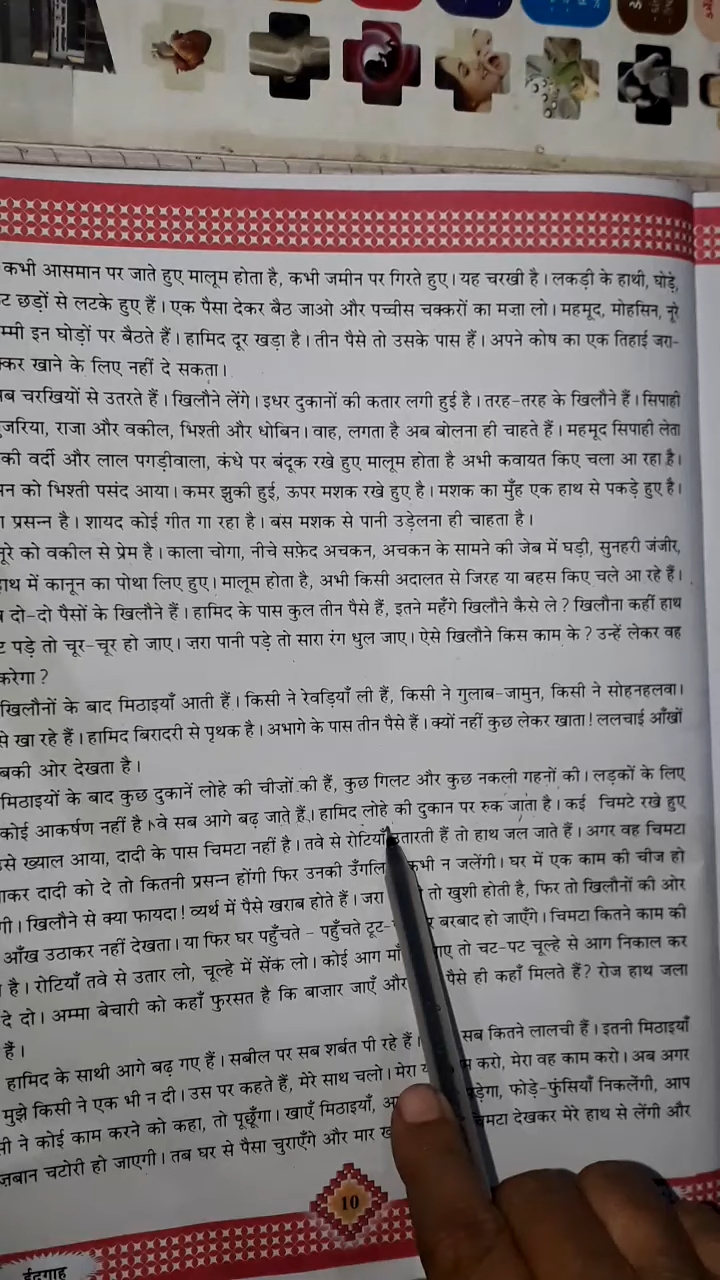 कभी आसमान पर जाते हुए मालूम होता है, कभी जमीन पर गिरते हुए। यह चरखी है। लकड़ी के हाथी, घोड़े,
छड़ों से लटके हुए हैं। एक पैसा देकर बैठ जाओ और पच्चीस चक्करों का मज़ा लो। महमूद, मोहसिन, नूरे
इन घोड़ों पर बैठते हैं। हामिद दूर खड़ा है। तीन पैसे तो उसके पास हैं। अपने कोष का एक तिहाई जरा-
खाने के लिए नहीं दे सकता।
चरखियों से उतरते हैं। खिलौने लेंगे। इधर दुकानों की कतार लगी हुई है। तरह-तरह के खिलौने हैं। सिपाही
राजा और वकील, भिश्ती और धोबिन। वाह, लगता है अब बोलना ही चाहते हैं। महमूद सिपाही लेता
की वर्दी और लाल पगड़ीवाला, कंधे पर बंदूक रखे हुए मालूम होता है अभी कवायत किए चला आ रहा है।
को भिश्ती पसंद आया। कमर झुकी हुई, ऊपर मशक रखे हुए है। मशक का मुँह एक हाथ से पकड़े हुए है।
प्रसन्न है। शायद कोई गीत गा रहा है। बस मशक से पानी उड़ेलना ही चाहता है।
को वकील से प्रेम है। काला चोगा, नीचे सफ़ेद अचकन, अचकन के सामने की जेब में घड़ी, सुनहरी जंजीर,
में कानून का पोथा लिए हुए। मालूम होता है, अभी किसी अदालत से जिरह या बहस किए चले आ रहे हैं।
दो-दो पैसों के खिलौने हैं। हामिद के पास कुल तीन पैसे हैं, इतने महँगे खिलौने कैसे ले ? खिलौना कहीं हाथ
पड़े तो चूर-चूर हो जाए। ज़रा पानी पड़े तो सारा रंग धुल जाए। ऐसे खिलौने किस काम के ? उन्हें लेकर वह
करेगा ?
खिलौनों के बाद मिठाइयाँ आती हैं। किसी ने रेवड़ियाँ ली हैं, किसी ने गुलाब-जामुन, किसी ने सोहनहलवा।
से खा रहे हैं। हामिद बिरादरी से पृथक है। अभागे के पास तीन पैसे हैं। क्यों नहीं कुछ लेकर खाता! ललचाई आँखों
की ओर देखता है।
मिठाइयों के बाद कुछ दुकानें लोहे की चीज़ों की हैं, कुछ गिलट और कुछ नकली गहनों की। लड़कों के लिए
कोई आकर्षण नहीं है। वे सब आगे बढ़ जाते हैं। हामिद लोहे की दुकान पर रुक जाता है। कई चिमटे रखे हुए
ख्याल आया, दादी के पास चिमटा नहीं है। तवे से रोटियाँ उतारती हैं तो हाथ जल जाते हैं। अगर वह चिमटा
दादी को दे तो कितनी प्रसन्न होंगी फिर उनकी कभी न जलेंगी। घर में एक काम की चीज हो
खिलौने से क्या फायदा! व्यर्थ में पैसे खराब होते हैं। जरा तो खुशी होती है, फिर तो खिलौनों की ओर
आँख उठाकर नहीं देखता। या फिर घर पहुँचते - पहुँचते टूट- बरबाद हो जाएँगे। चिमटा कितने काम की
है। रोटियाँ तवे से उतार लो, चूल्हे में सेंक लो। कोई आग तो चट-पट चूल्हे से आग निकाल कर
दे दो। अम्मा बेचारी को कहाँ फुरसत है कि बाज़ार जाएँ और पैसे ही कहाँ मिलते हैं? रोज हाथ जला
हैं।
हामिद के साथी आगे बढ़ गए हैं। सबील पर सब शर्बत पी रहे हैं। सब कितने लालची हैं। इतनी मिठाइयाँ
मुझे किसी ने एक भी न दी। उस पर कहते हैं, मेरे साथ चलो। मेरा करो, मेरा वह काम करो। अब अगर
ने कोई काम करने को कहा, तो पूछूँगा। खाएँ मिठाइयाँ, फोड़े-फुंसियाँ निकलेंगी, आप
ज़बान चटोरी हो जाएगी। तब घर से पैसा चुराएँगे और मार देखकर मेरे हाथ से लेंगी और
10
ईदगाह